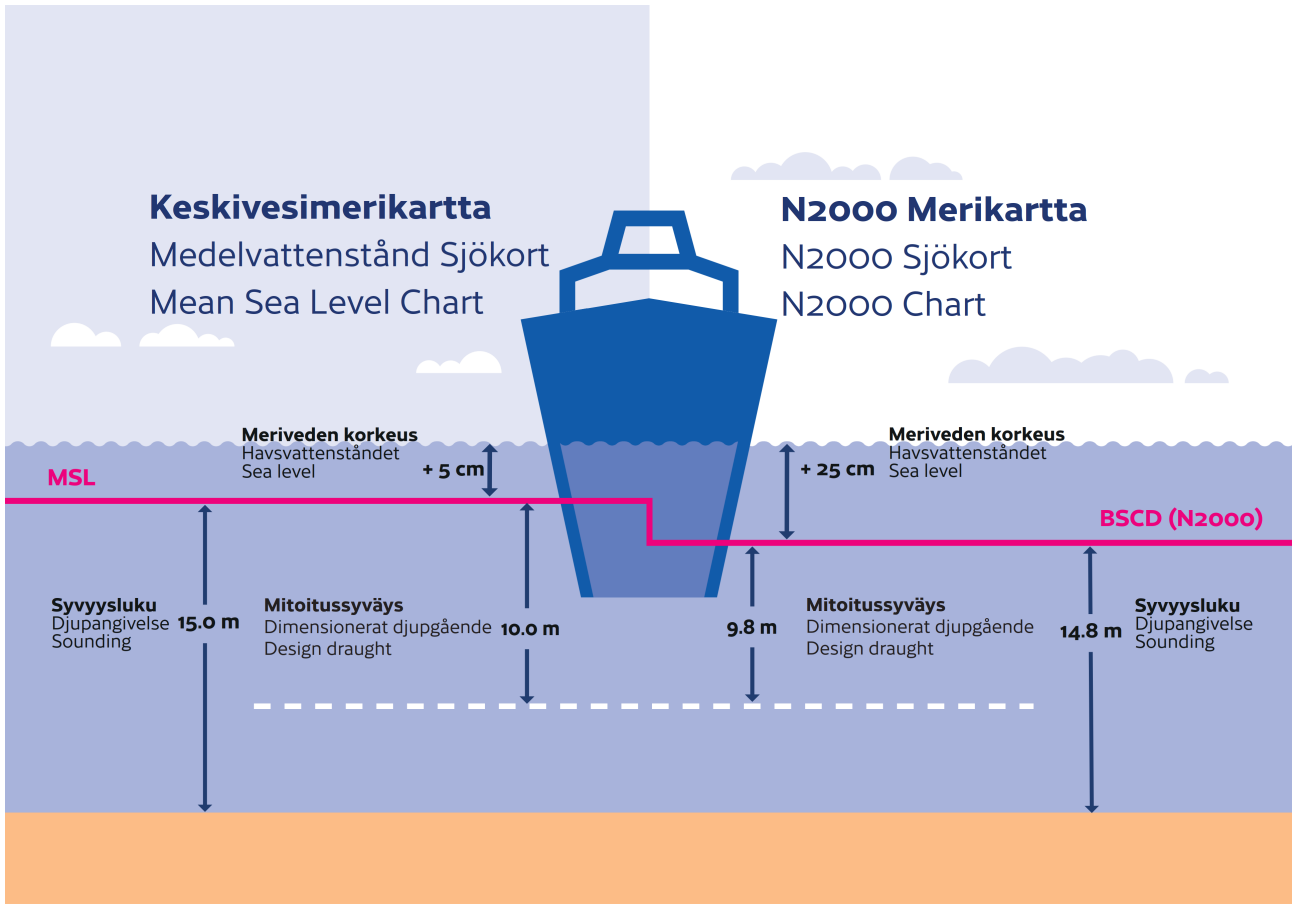 Keskivesimerikartta
Medelvattenstånd Sjökort
Mean Sea Level Chart
N2000 Merikartta
N2000 Sjökort
N2000 Chart
Meriveden korkeus
Havsvattenståndet
Sea level
+ 5 cm
MSL
+ 25 cm
Meriveden korkeus
Havsvattenståndet
Sea level
BSCD (N2000)
Syvyysluku
Djupangivelse
Sounding
15.0 m
Mitoitussyväys
Dimensionerat djupgående
Design draught
10.0 m
9.8 m
Mitoitussyväys
Dimensionerat djupgående
Design draught
14.8 m
Syvyysluku
Djupangivelse
Sounding